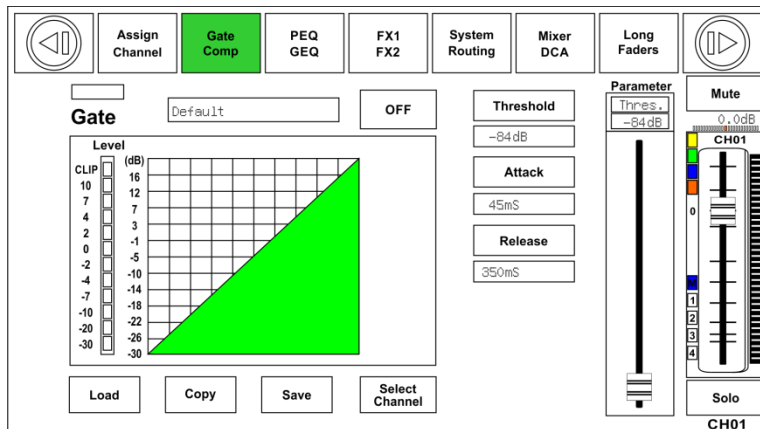 Assign
Channel
Gate
Comp
PEQ
GEQ
FX1
FX2
System
Routing
Mixer
DCA
Long
Faders
Gate
Default
OFF
Level
CLIP
10
7
4
2
0
-2
-4
-7
-10
-20
-30
(dB)
16
12
7
3
-1
-5
-10
-14
-18
-22
-26
-30
Threshold
-84dB
Attack
45mS
Release
350mS
Parameter
Thres.
-84dB
Mute
0.0dB
CH01
0
M
1
2
3
4
Load
Copy
Save
Select
Channel
Solo
CH01